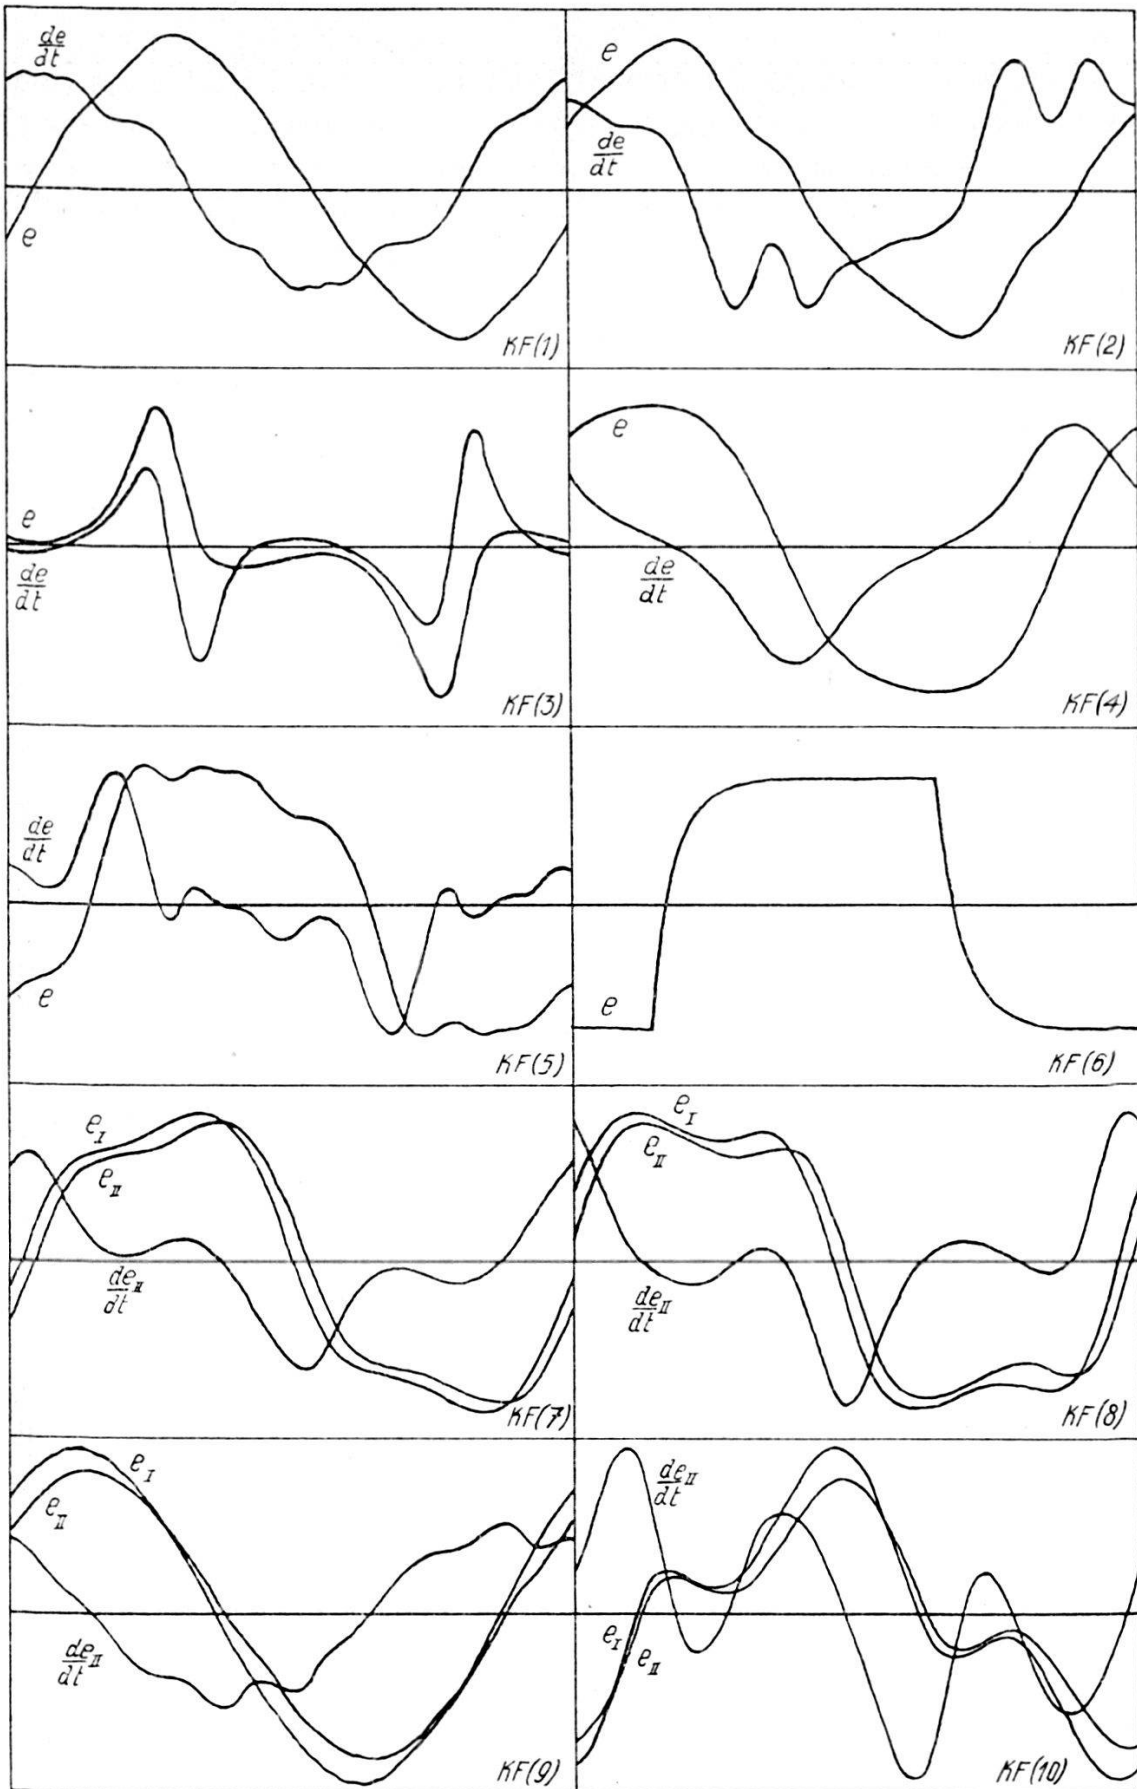 de/dt
e
KF(1)
e
de/dt
KF(2)
e
de/dt
KF(3)
e
de/dt
KF(4)
de/dt
e
KF(5)
e
KF(6)
e_I
e_II
de_II/dt
KF(7)
e_I
e_II
de_II/dt
KF(8)
e_I
e_II
de_II/dt
KF(9)
de_II/dt
e_I
e_II
KF(10)